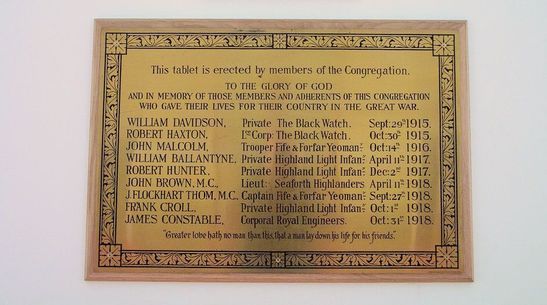 This tablet is erected by members of the Congregation,
TO THE GLORY OF GOD
AND IN MEMORY OF THOSE MEMBERS AND ADHERENTS OF THIS CONGREGATION
WHO GAVE THEIR LIVES FOR THEIR COUNTRY IN THE GREAT WAR.
WILLIAM DAVIDSON, Private The Black Watch. Sept: 29th 1915.
ROBERT HAXTON, 1st Corp: The Black Watch. Oct: 30th 1915.
JOHN MALCOLM, Trooper Fife & Forfar Yeomanry Oct: 14th 1916.
WILLIAM BALLANTYNE, Private Highland Light Infanry April 11th 1917.
ROBERT HUNTER, Private Highland Light Infanry Dec: 2nd 1917.
JOHN BROWN, M.C., Lieut: Seaforth Highlanders April 11th 1918.
J. FLOCKHART THOM, M.C. Captain Fife & Forfar Yeomanry Sept: 27th 1918.
FRANK CROLL, Private Highland Light Infanry Oct: 1st 1918.
JAMES CONSTABLE, Corporal Royal Engineers. Oct: 31st 1918.
"Greater love hath no man than this, that a man lay down his life for his friends."